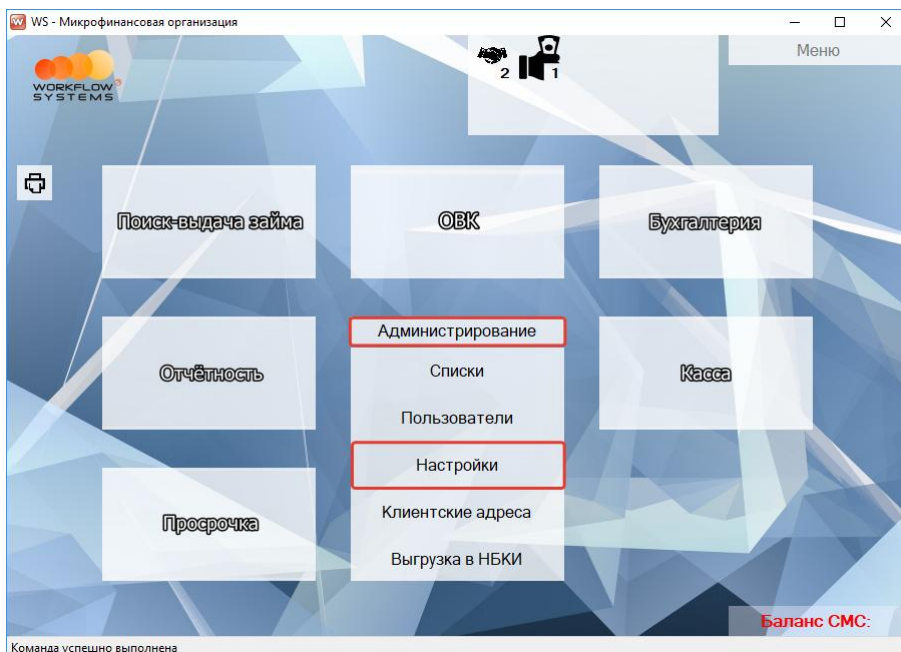 WS - Микрофинансовая организация
Меню
2 1
WORKFLOW
SYSTEMS
Поиск-выдача займа
ОВК
Бухгалтерия
Администрирование
Отчётность
Списки
Касса
Пользователи
Настройки
Просрочка
Клиентские адреса
Выгрузка в НБКИ
Баланс СМС:
Команда успешно выполнена